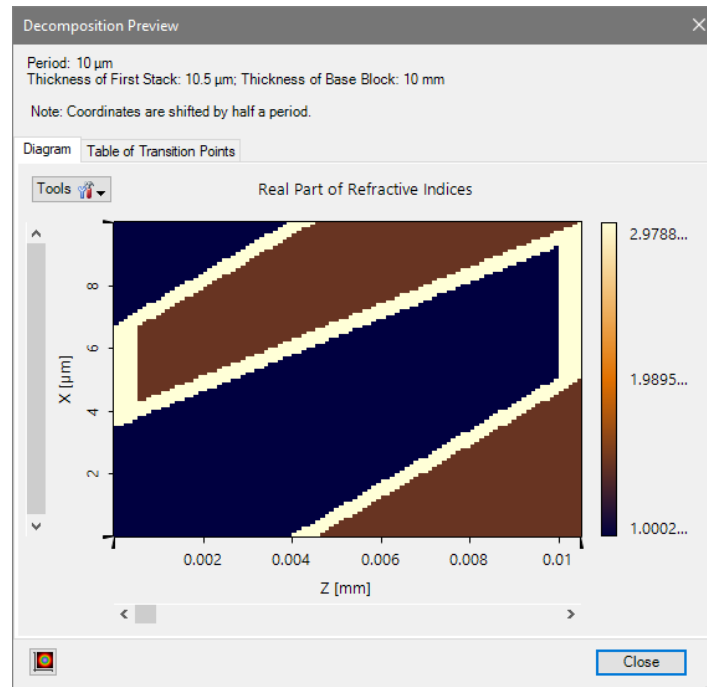 Decomposition Preview
Period: 10 µm
Thickness of First Stack: 10.5 µm; Thickness of Base Block: 10 mm
Note: Coordinates are shifted by half a period.
Diagram
Table of Transition Points
Tools
Real Part of Refractive Indices
2.9788...
8
6
X [µm]
1.9895...
4
2
1.0002...
0.002
0.004
0.006
0.008
0.01
Z [mm]
Close